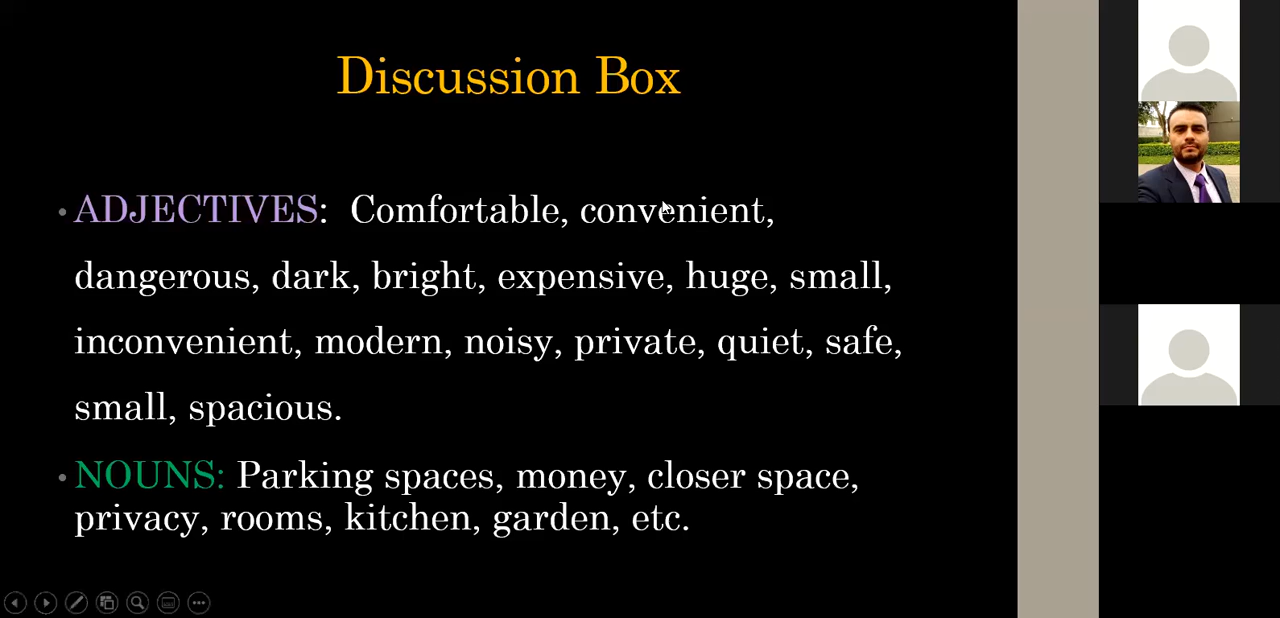 Discussion Box
• ADJECTIVES: Comfortable, convenient,
dangerous, dark, bright, expensive, huge, small,
inconvenient, modern, noisy, private, quiet, safe,
small, spacious.
• NOUNS: Parking spaces, money, closer space,
privacy, rooms, kitchen, garden, etc.